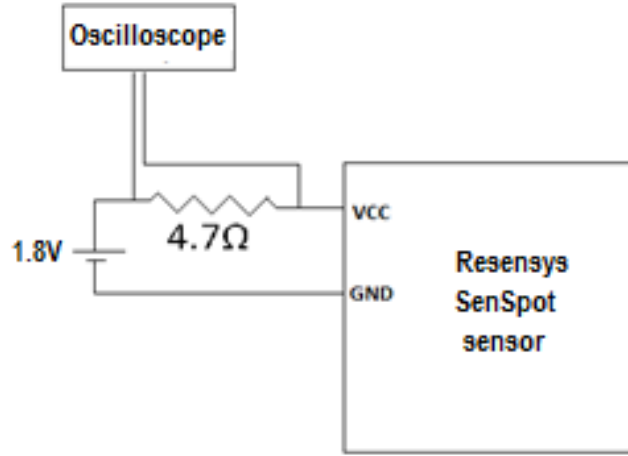 Oscilloscope
4.7Ω
1.8V
VCC
GND
Resensys
SenSpot
sensor